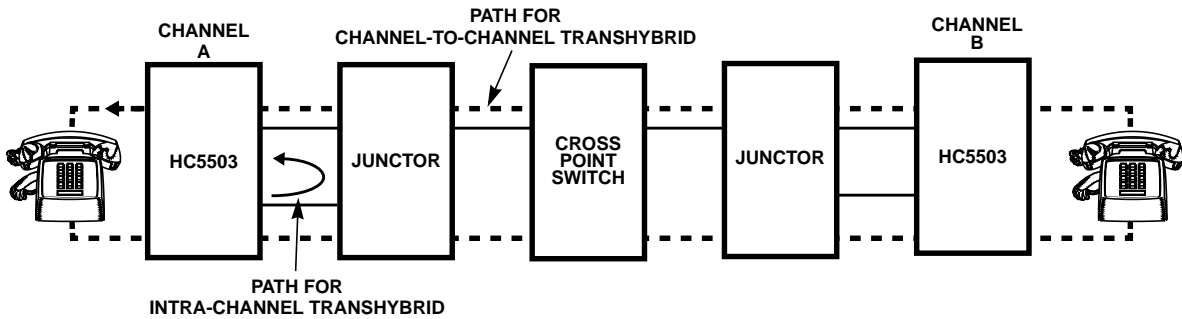 PATH FOR
CHANNEL-TO-CHANNEL TRANSHYBRID
CHANNEL
A
CHANNEL
B
HC5503
JUNCTOR
CROSS
POINT
SWITCH
JUNCTOR
HC5503
PATH FOR
INTRA-CHANNEL TRANSHYBRID